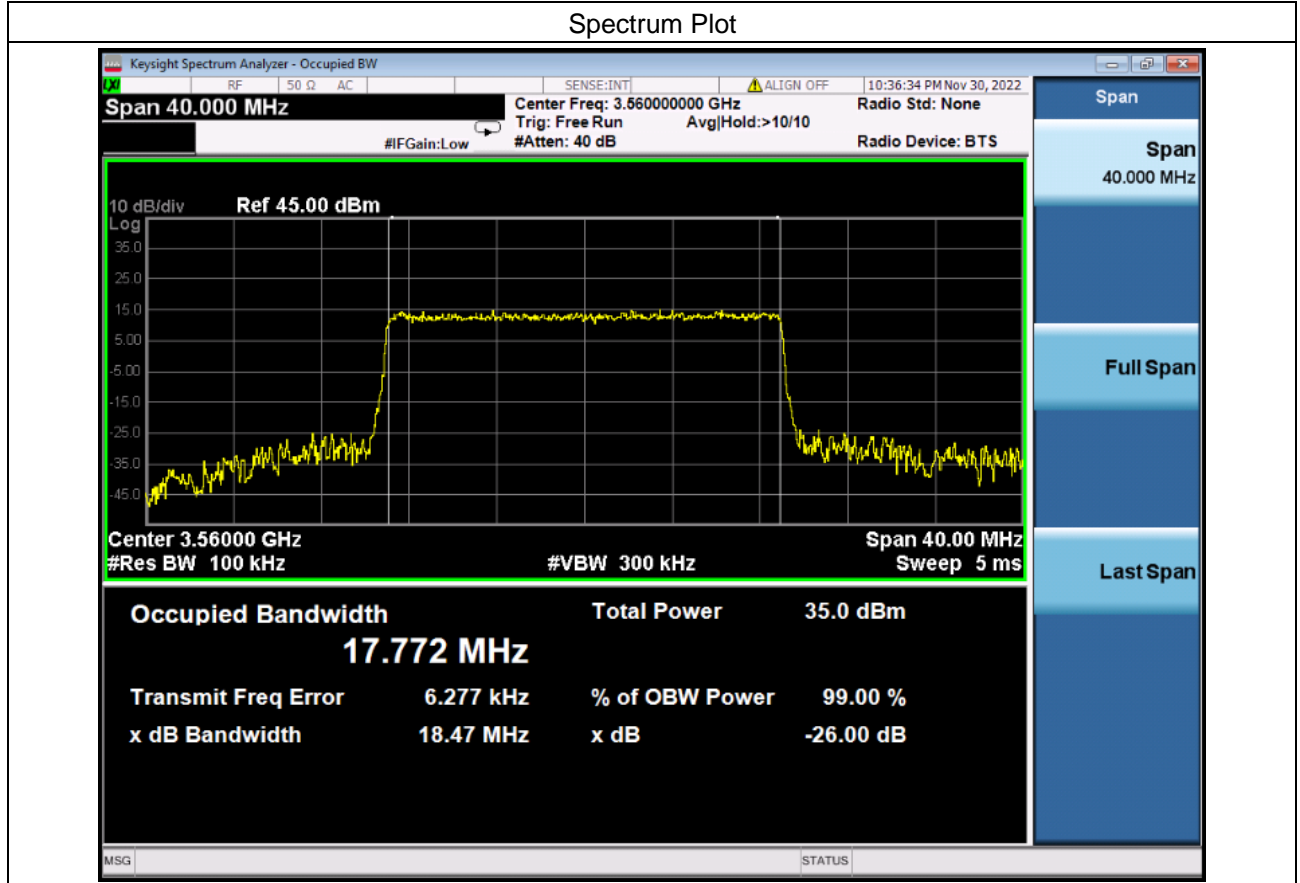 Spectrum Plot
Keysight Spectrum Analyzer - Occupied BW
LXI RF 50 Ω AC SENSE:INT ALIGN OFF 10:36:34 PM Nov 30, 2022
Span 40.000 MHz
Center Freq: 3.560000000 GHz Radio Std: None
Trig: Free Run Avg|Hold:>10/10
#IFGain:Low #Atten: 40 dB Radio Device: BTS
Span
Span
40.000 MHz
Full Span
Last Span
10 dB/div Ref 45.00 dBm
Log
35.0
25.0
15.0
5.00
-5.00
-15.0
-25.0
-35.0
-45.0
Center 3.56000 GHz Span 40.00 MHz
#Res BW 100 kHz #VBW 300 kHz Sweep 5 ms
Occupied Bandwidth Total Power 35.0 dBm
17.772 MHz
Transmit Freq Error 6.277 kHz % of OBW Power 99.00 %
x dB Bandwidth 18.47 MHz x dB -26.00 dB
MSG STATUS